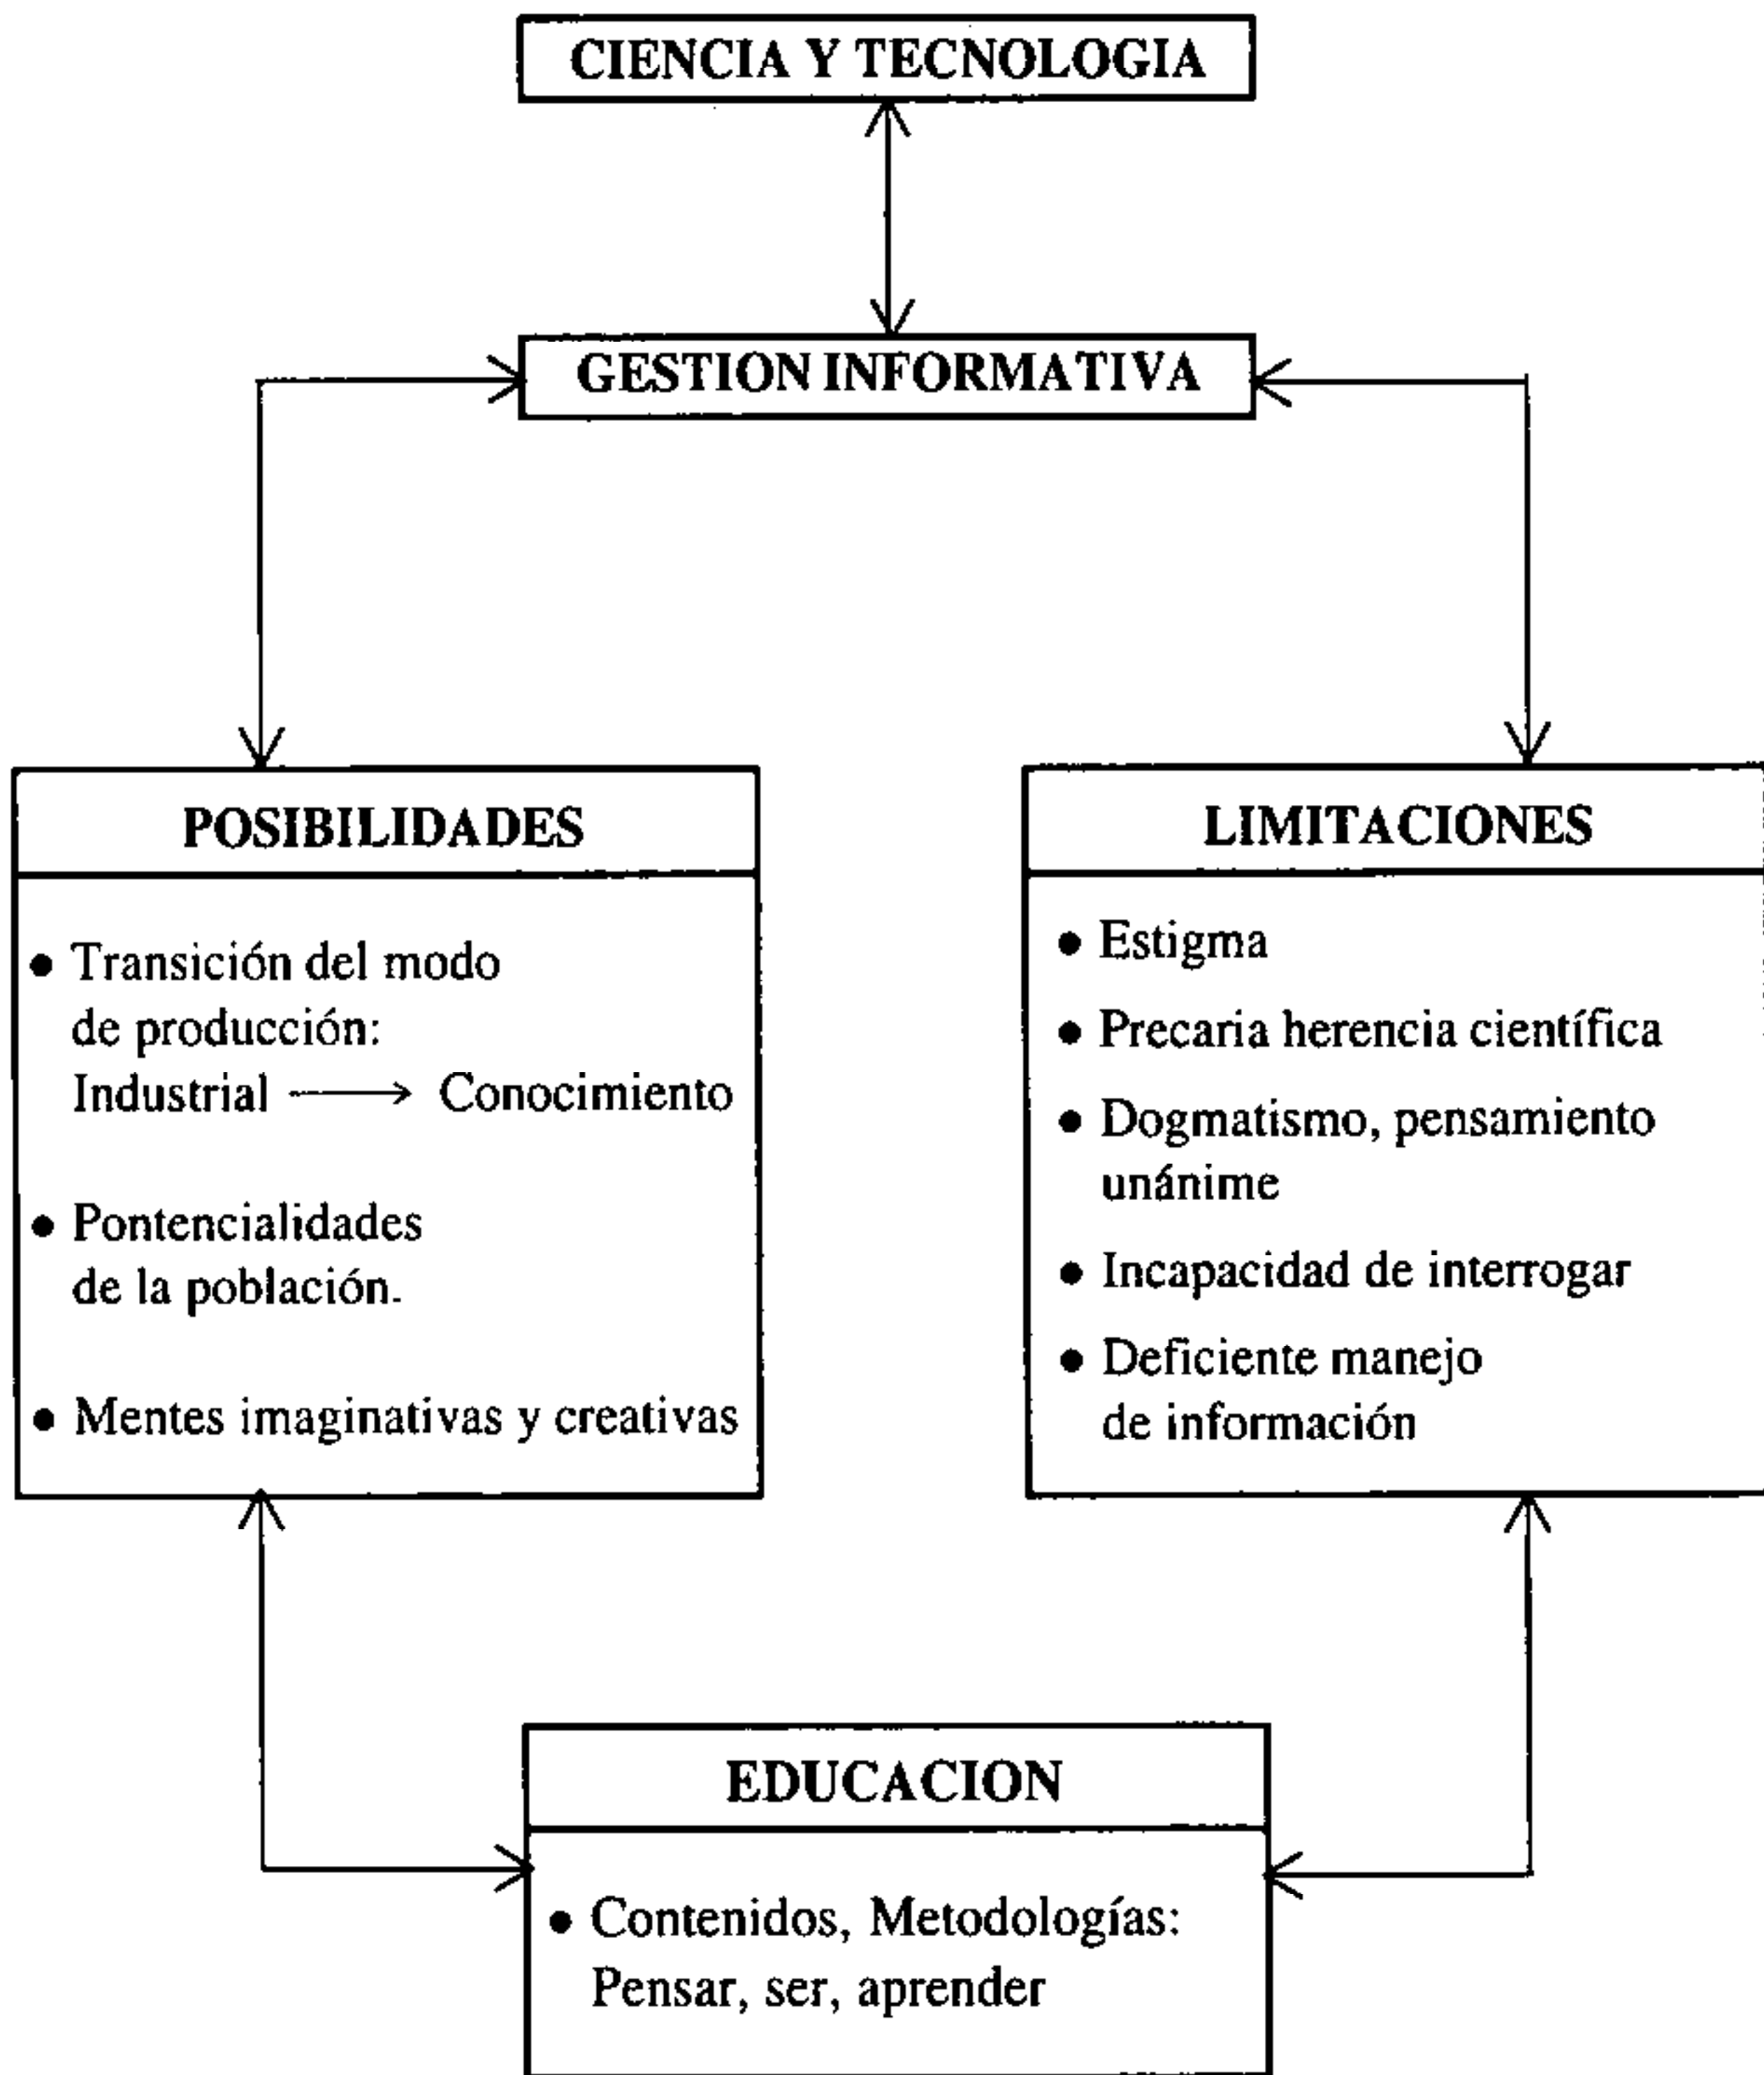 CIENCIA Y TECNOLOGIA
GESTION INFORMATIVA
POSIBILIDADES
● Transición del modo
de producción:
Industrial ⟶ Conocimiento
● Pontencialidades
de la población.
● Mentes imaginativas y creativas
LIMITACIONES
● Estigma
● Precaria herencia científica
● Dogmatismo, pensamiento
unánime
● Incapacidad de interrogar
● Deficiente manejo
de información
EDUCACION
● Contenidos, Metodologías:
Pensar, ser, aprender